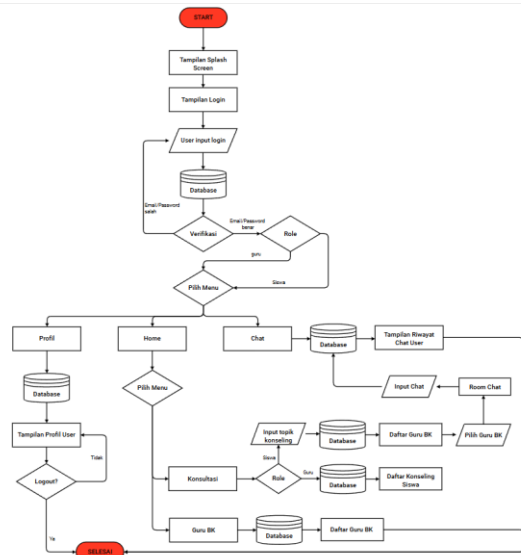 START
Tampilan Splash
Screen
Tampilan Login
User input login
Database
Email/Password
salah
Verifikasi
Email/Password
benar
Role
guru
Siswa
Pilih Menu
Profil
Home
Chat
Database
Tampilan Riwayat
Chat User
Database
Pilih Menu
Input Chat
Room Chat
Tampilan Profil User
Input topik
konseling
Database
Daftar Guru BK
Pilih Guru BK
Tidak
Siswa
Logout?
Konsultasi
Role
Guru
Database
Daftar Konseling
Siswa
Ya
Guru BK
Database
Daftar Guru BK
SELESAI